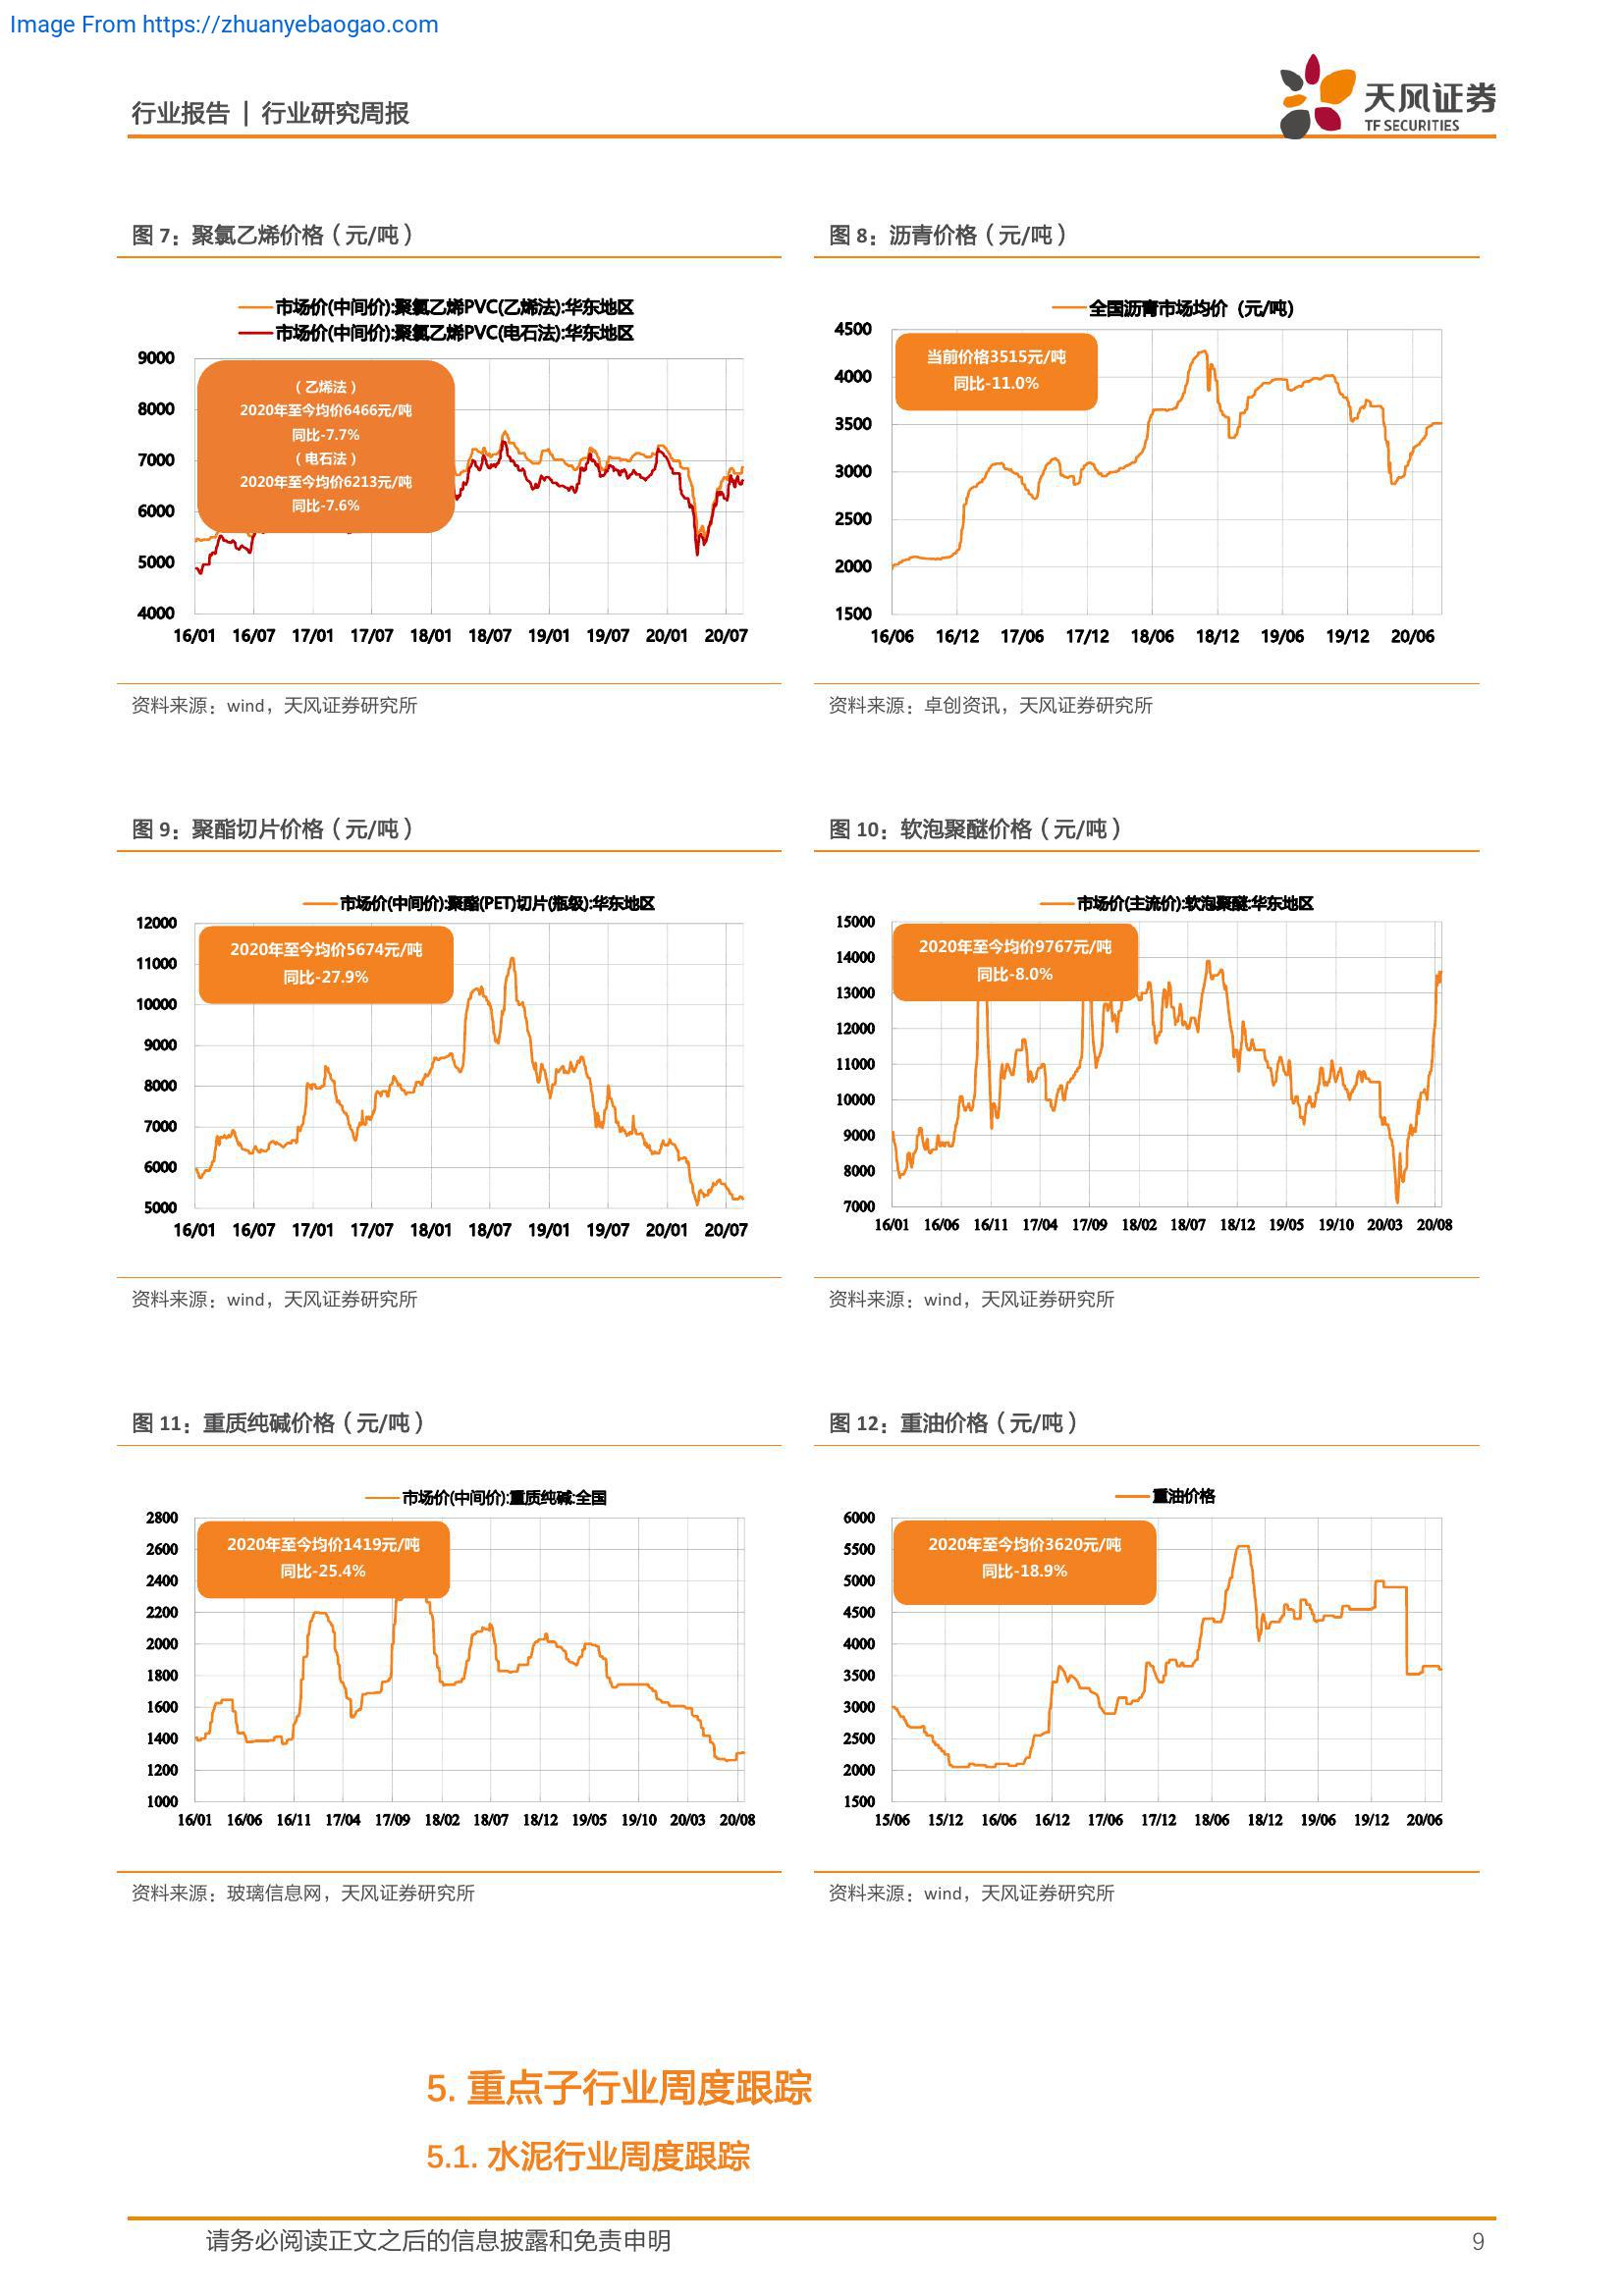 Image From https://zhuanyebaogao.com
行业报告 | 行业研究周报
天风证券
TF SECURITIES
图 7：聚氯乙烯价格（元/吨）
市场价(中间价):聚氯乙烯PVC(乙烯法):华东地区
市场价(中间价):聚氯乙烯PVC(电石法):华东地区
9000
8000
7000
6000
5000
4000
（乙烯法）
2020年至今均价6466元/吨
同比-7.7%
（电石法）
2020年至今均价6213元/吨
同比-7.6%
16/01 16/07 17/01 17/07 18/01 18/07 19/01 19/07 20/01 20/07
资料来源：wind，天风证券研究所
图 8：沥青价格（元/吨）
全国沥青市场均价（元/吨）
4500
4000
3500
3000
2500
2000
1500
当前价格3515元/吨
同比-11.0%
16/06 16/12 17/06 17/12 18/06 18/12 19/06 19/12 20/06
资料来源：卓创资讯，天风证券研究所
图 9：聚酯切片价格（元/吨）
市场价(中间价):聚酯(PET)切片(瓶级):华东地区
12000
11000
10000
9000
8000
7000
6000
5000
2020年至今均价5674元/吨
同比-27.9%
16/01 16/07 17/01 17/07 18/01 18/07 19/01 19/07 20/01 20/07
资料来源：wind，天风证券研究所
图 10：软泡聚醚价格（元/吨）
市场价(主流价):软泡聚醚:华东地区
15000
14000
13000
12000
11000
10000
9000
8000
7000
2020年至今均价9767元/吨
同比-8.0%
16/01 16/06 16/11 17/04 17/09 18/02 18/07 18/12 19/05 19/10 20/03 20/08
资料来源：wind，天风证券研究所
图 11：重质纯碱价格（元/吨）
市场价(中间价):重质纯碱:全国
2800
2600
2400
2200
2000
1800
1600
1400
1200
1000
2020年至今均价1419元/吨
同比-25.4%
16/01 16/06 16/11 17/04 17/09 18/02 18/07 18/12 19/05 19/10 20/03 20/08
资料来源：玻璃信息网，天风证券研究所
图 12：重油价格（元/吨）
重油价格
6000
5500
5000
4500
4000
3500
3000
2500
2000
1500
2020年至今均价3620元/吨
同比-18.9%
15/06 15/12 16/06 16/12 17/06 17/12 18/06 18/12 19/06 19/12 20/06
资料来源：wind，天风证券研究所
5. 重点子行业周度跟踪
5.1. 水泥行业周度跟踪
请务必阅读正文之后的信息披露和免责申明
9